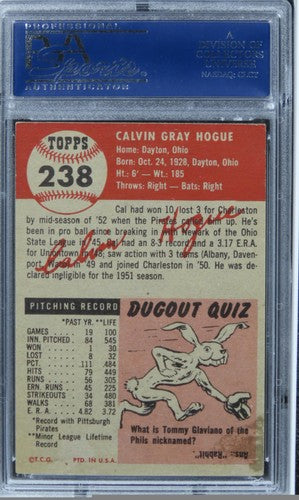 PROFESSIONAL
PSA
AUTHENTICATOR
A
DIVISION OF
COLLECTORS
UNIVERSE
NASDAQ: CLCT
TOPPS
238
CALVIN GRAY HOGUE
Home: Dayton, Ohio
Born: Oct. 24, 1928, Dayton, Ohio
Ht.: 6' — Wt.: 185
Throws: Right — Bats: Right
Cal had won 10 lost 3 for Charleston
by mid-season of '52 when the Pirates called him up. He's
been in pro ball since breaking in with Newark of the Ohio
State League in '45, had an 8-3 record and a 3.17 E.R.A.
for Uniontown in '48, saw action with 3 teams (Albany, Denver,
Waterloo) in '49 and joined Charleston in '50. He was de-
clared ineligible for the 1951 season.
Calvin Hogue
PITCHING RECORD
*PAST YR. **LIFE
GAMES 19 100
INN. PITCHED 84 545
WON 1 30
LOST 8 32
PCT. .111 .484
HITS 79 449
RUNS 56 305
ERN. RUNS 45 225
STRIKEOUTS 34 480
WALKS 68 381
E. R. A. 4.82 3.72
*Record with Pittsburgh
Pirates
**Minor League Lifetime
Record
©T.C.G. PTD. IN U.S.A.
DUGOUT QUIZ
What is Tommy Glaviano of the
Phils nicknamed?
Ans: "Rabbit"